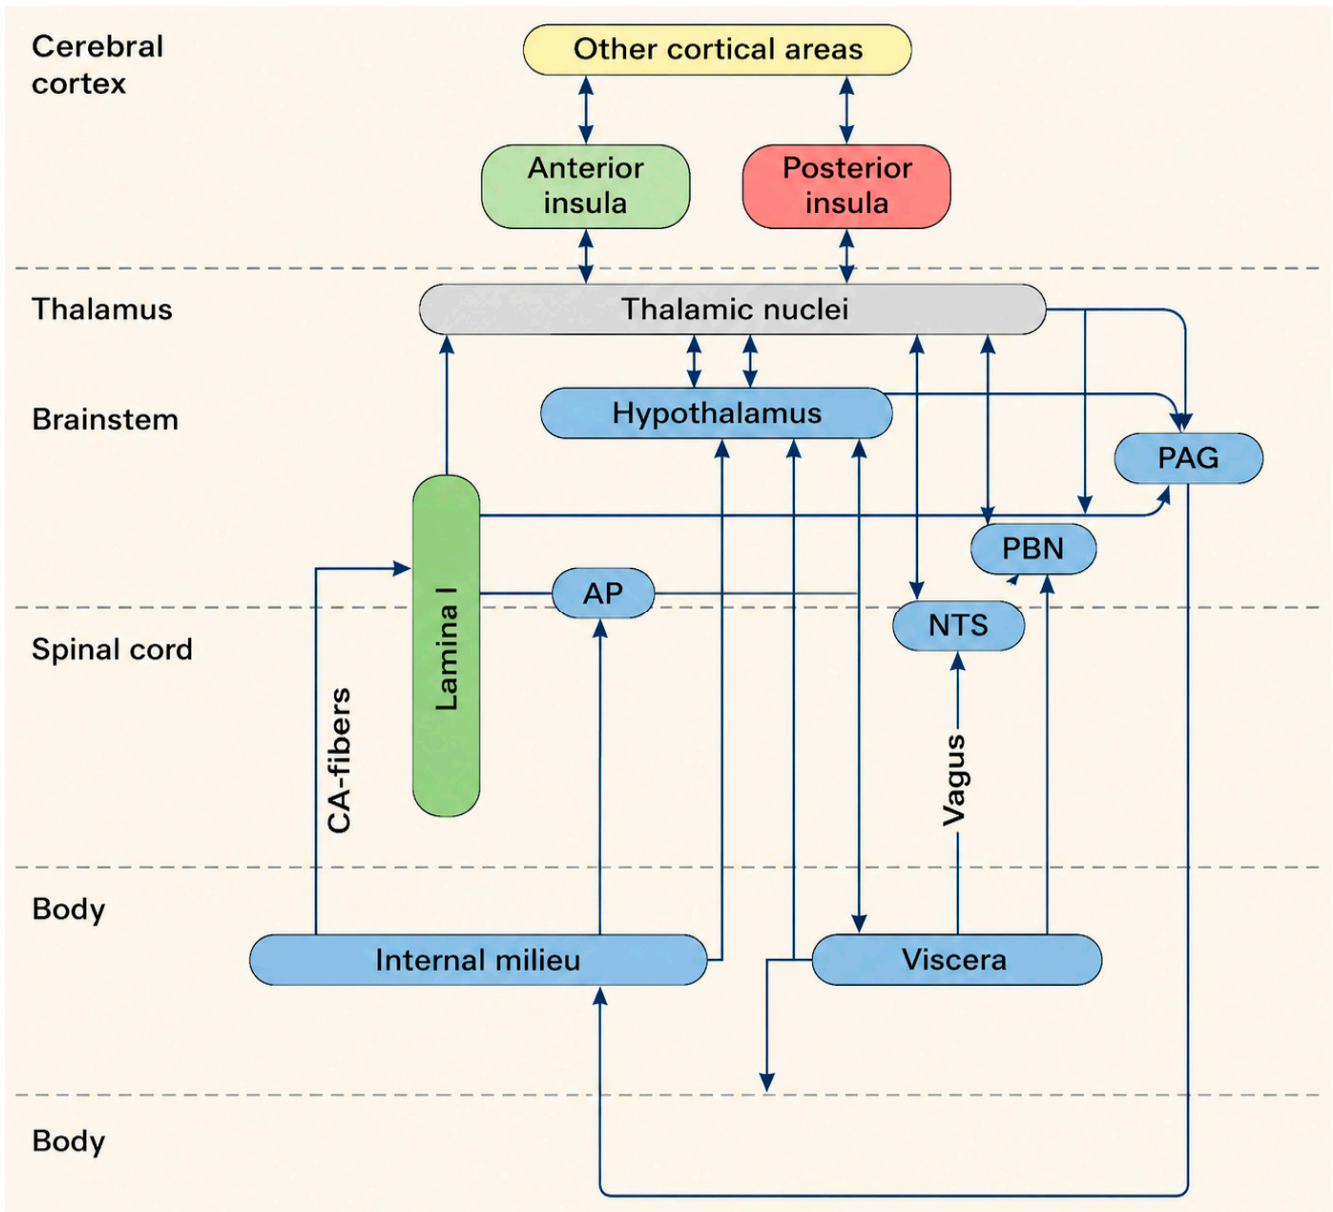 Cerebral
cortex
Other cortical areas
Anterior
insula
Posterior
insula
Thalamus
Thalamic nuclei
Brainstem
Hypothalamus
PAG
PBN
AP
NTS
Spinal cord
Lamina I
CA-fibers
Vagus
Body
Internal milieu
Viscera
Body